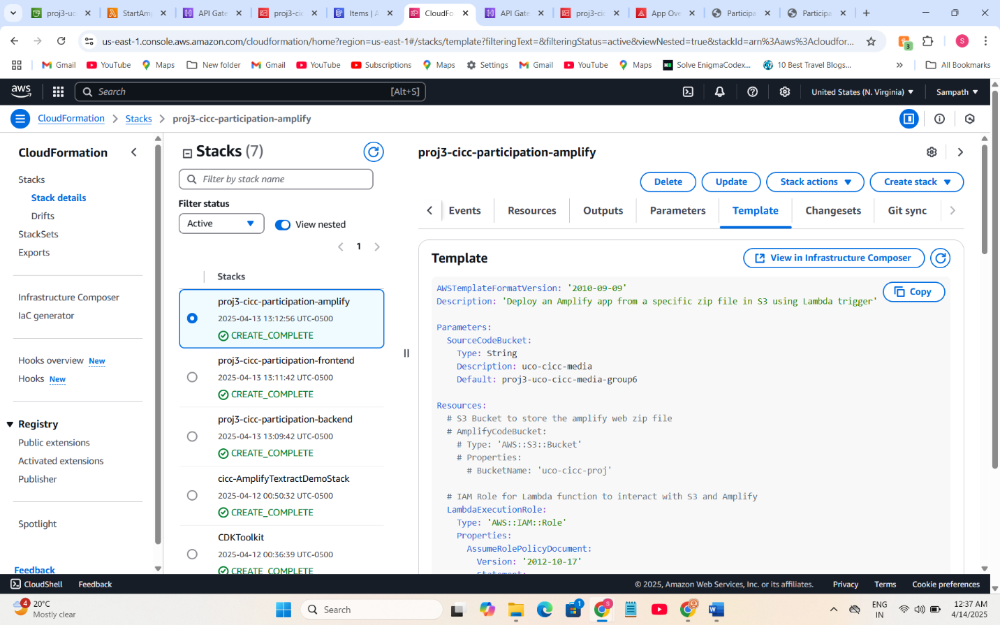 proj3-uc
StartAmp
API Gate
proj3-cic
Items | A
CloudFo
API Gate
proj3-cic
App Ove
Participa
Participa
us-east-1.console.aws.amazon.com/cloudformation/home?region=us-east-1#/stacks/template?filteringText=&filteringStatus=active&viewNested=true&stackId=arn%3Aaws%3Acloudfor...
3
S
Gmail
YouTube
Maps
New folder
Gmail
YouTube
Subscriptions
Maps
Settings
Gmail
YouTube
Maps
Solve EnigmaCodex...
10 Best Travel Blogs...
»
All Bookmarks
aws
Search
[Alt+S]
United States (N. Virginia)
Sampath
CloudFormation
Stacks
proj3-cicc-participation-amplify
CloudFormation
Stacks
Stack details
Drifts
StackSets
Exports
Infrastructure Composer
IaC generator
Hooks overview New
Hooks New
Registry
Public extensions
Activated extensions
Publisher
Spotlight
Feedback
Stacks (7)
Filter by stack name
Filter status
Active
View nested
1
Stacks
proj3-cicc-participation-amplify
2025-04-13 13:12:56 UTC-0500
CREATE_COMPLETE
proj3-cicc-participation-frontend
2025-04-13 13:11:42 UTC-0500
CREATE_COMPLETE
proj3-cicc-participation-backend
2025-04-13 13:09:42 UTC-0500
CREATE_COMPLETE
cicc-AmplifyTextractDemoStack
2025-04-12 00:50:32 UTC-0500
CREATE_COMPLETE
CDKToolkit
2025-04-12 00:36:39 UTC-0500
CREATE_COMPLETE
proj3-cicc-participation-amplify
Delete
Update
Stack actions
Create stack
Events
Resources
Outputs
Parameters
Template
Changesets
Git sync
Template
View in Infrastructure Composer
Copy
AWSTemplateFormatVersion: '2010-09-09'
Description: 'Deploy an Amplify app from a specific zip file in S3 using Lambda trigger'
Parameters:
SourceCodeBucket:
Type: String
Description: uco-cicc-media
Default: proj3-uco-cicc-media-group6
Resources:
# S3 Bucket to store the amplify web zip file
# AmplifyCodeBucket:
# Type: 'AWS::S3::Bucket'
# Properties:
# BucketName: 'uco-cicc-proj'
# IAM Role for Lambda function to interact with S3 and Amplify
LambdaExecutionRole:
Type: 'AWS::IAM::Role'
Properties:
AssumeRolePolicyDocument:
Version: '2012-10-17'
Statement:
CloudShell
Feedback
© 2025, Amazon Web Services, Inc. or its affiliates.
Privacy
Terms
Cookie preferences
4
20°C
Mostly clear
Search
1
S
ENG
IN
12:37 AM
4/14/2025